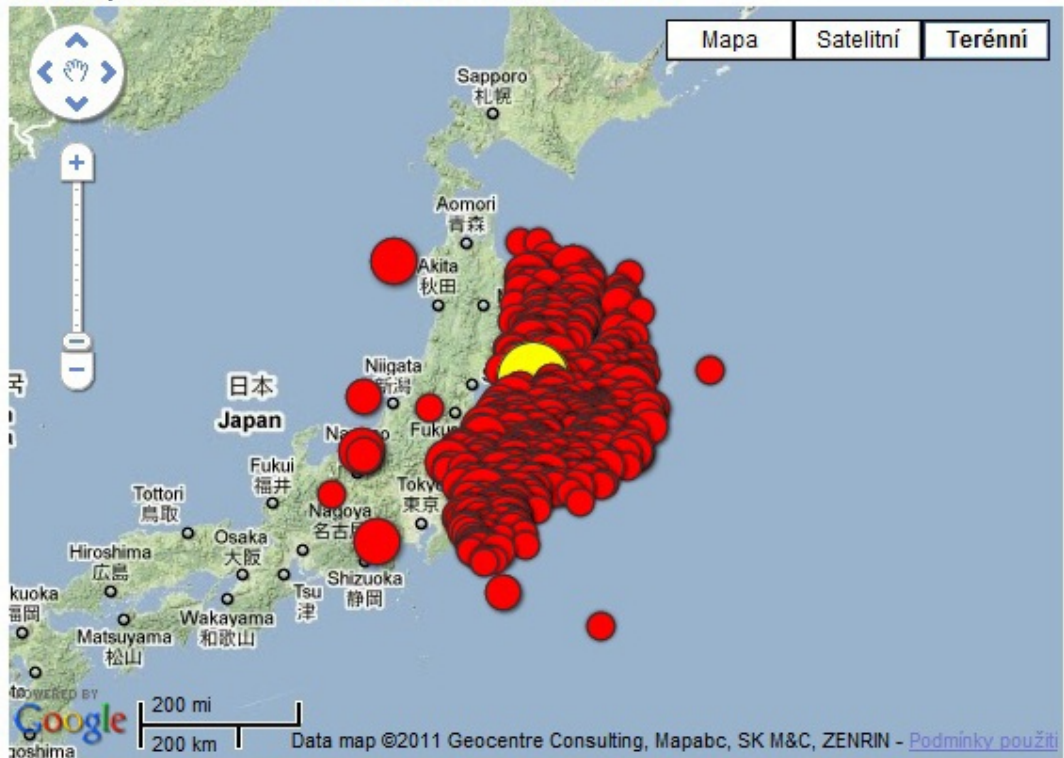 Mapa
Satelitní
Terénní
Sapporo
札幌
Aomori
青森
Akita
秋田
Niigata
新潟
日本
Japan
Fukui
福井
Tokyo
東京
Tottori
鳥取
Nagoya
名古屋
Osaka
大阪
Hiroshima
広島
Shizuoka
静岡
Tsu
津
Wakayama
和歌山
Matsuyama
松山
POWERED BY
Google
200 mi
200 km
Data map ©2011 Geocentre Consulting, Mapabc, SK M&C, ZENRIN - Podmínky použití